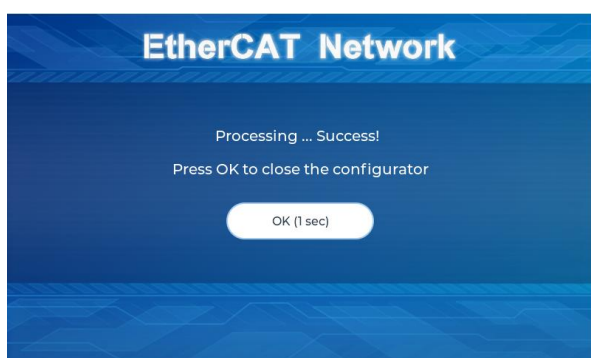 EtherCAT Network
Processing ... Success!
Press OK to close the configurator
OK (1 sec)